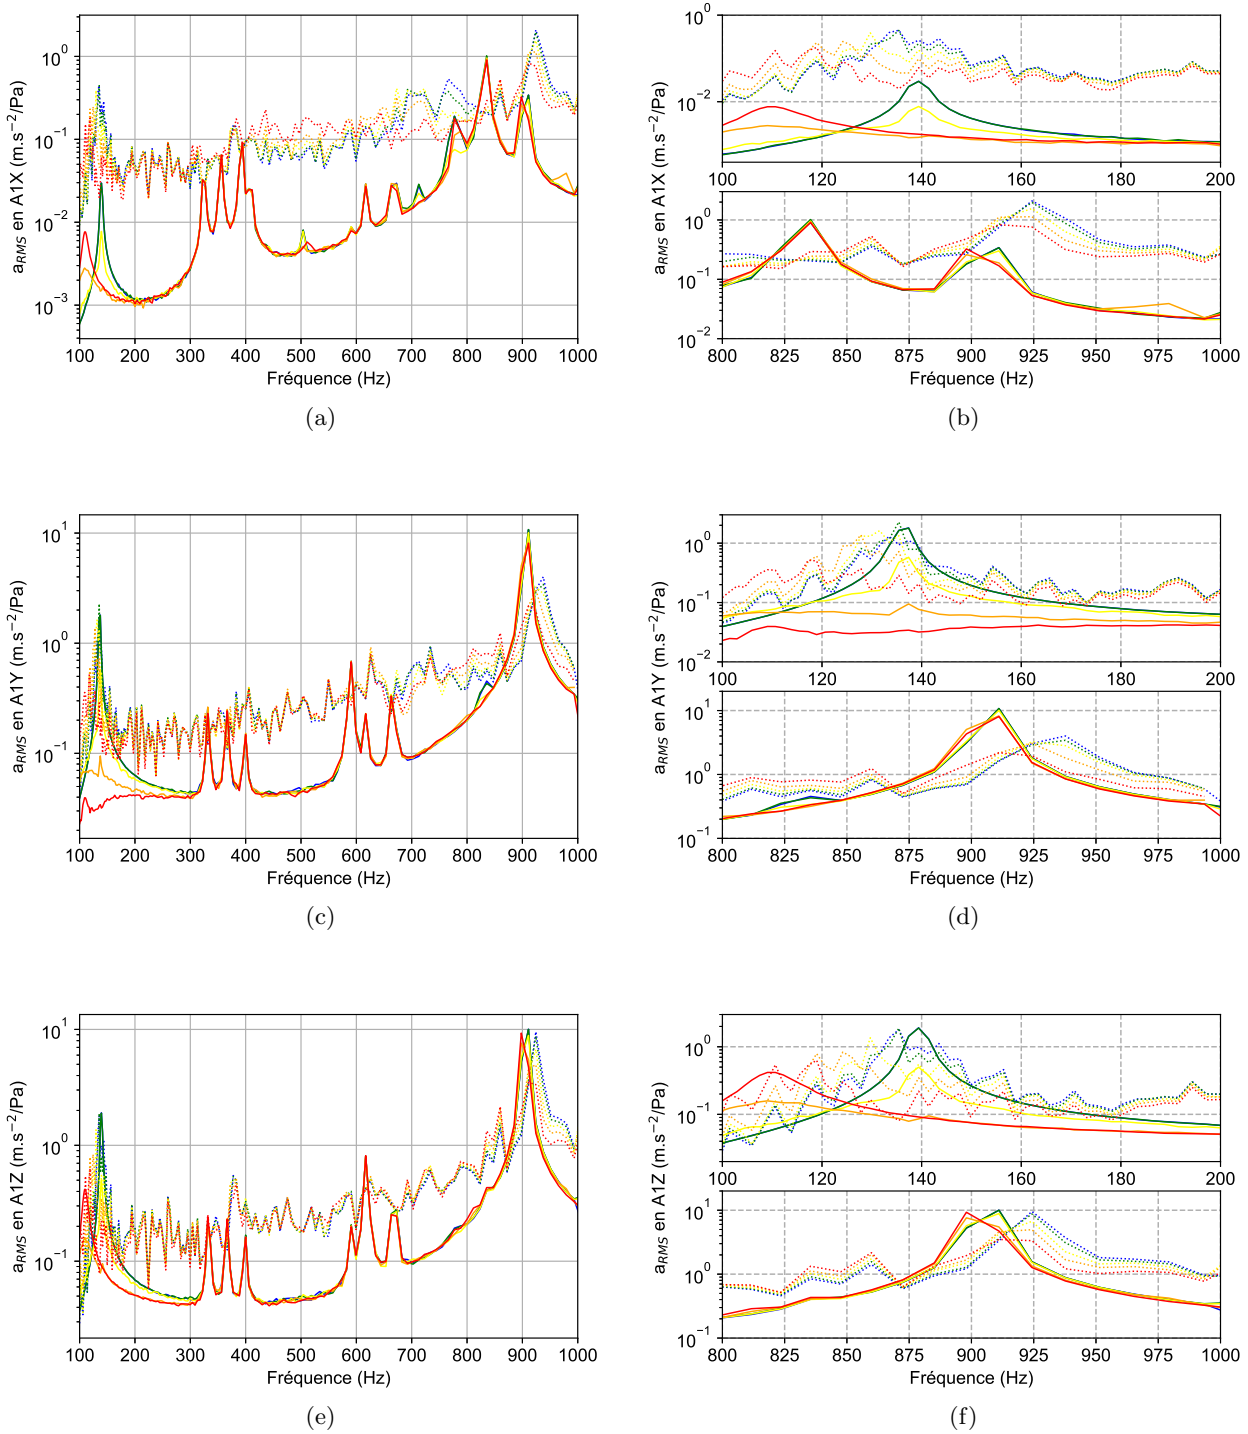 10⁰
10⁻¹
10⁻²
10⁻³
a_RMS en A1X (m.s⁻²/Pa)
100 200 300 400 500 600 700 800 900 1000
Fréquence (Hz)
(a)
10⁰
10⁻²
100 120 140 160 180 200
a_RMS en A1X (m.s⁻²/Pa)
10⁰
10⁻¹
10⁻²
800 825 850 875 900 925 950 975 1000
Fréquence (Hz)
(b)
10¹
10⁰
10⁻¹
a_RMS en A1Y (m.s⁻²/Pa)
100 200 300 400 500 600 700 800 900 1000
Fréquence (Hz)
(c)
10⁰
10⁻¹
10⁻²
100 120 140 160 180 200
a_RMS en A1Y (m.s⁻²/Pa)
10¹
10⁰
10⁻¹
800 825 850 875 900 925 950 975 1000
Fréquence (Hz)
(d)
10¹
10⁰
10⁻¹
a_RMS en A1Z (m.s⁻²/Pa)
100 200 300 400 500 600 700 800 900 1000
Fréquence (Hz)
(e)
10⁰
10⁻¹
100 120 140 160 180 200
a_RMS en A1Z (m.s⁻²/Pa)
10¹
10⁰
10⁻¹
800 825 850 875 900 925 950 975 1000
Fréquence (Hz)
(f)